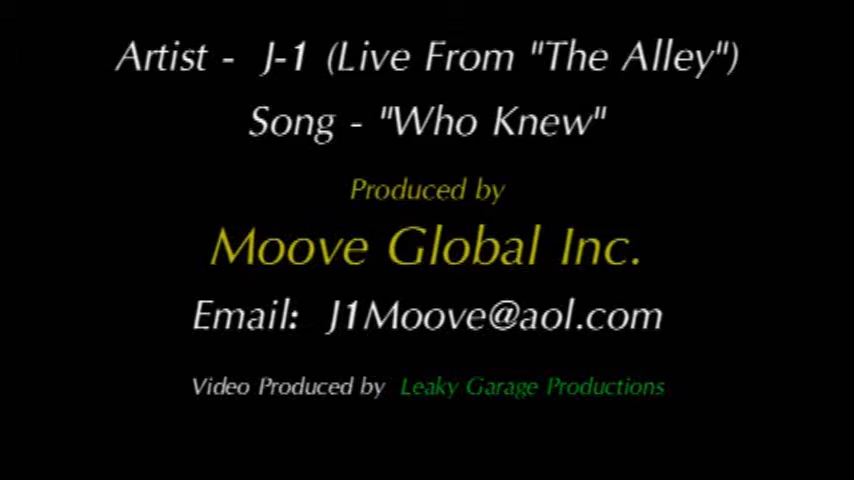 Artist - J-1 (Live From "The Alley")
Song - "Who Knew"
Produced by
Moove Global Inc.
Email: J1Moove@aol.com
Video Produced by Leaky Garage Productions